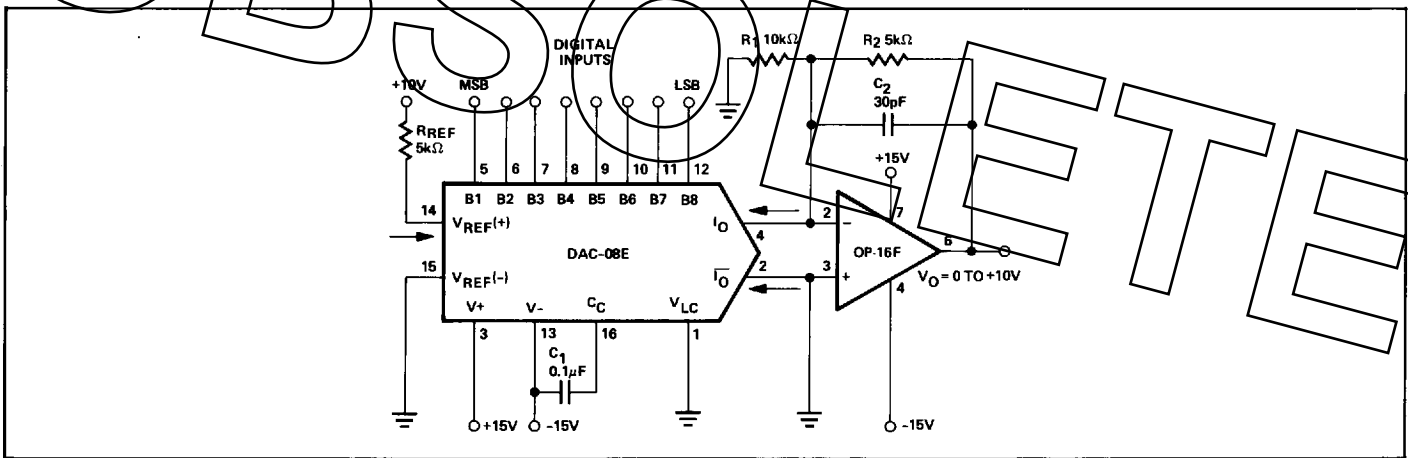 OBSOLETE
DIGITAL
INPUTS
R1 10kΩ
R2 5kΩ
C2
30pF
+10V
MSB
LSB
RREF
5kΩ
+15V
5 6 7 8 9 10 11 12
B1 B2 B3 B4 B5 B6 B7 B8
14
VREF(+)
IO
4
2
−
7
DAC-08E
OP-16F
6
15
VREF(-)
2
IO
3
+
VO = 0 TO +10V
4
V+
V-
CC
VLC
3
13
16
1
C1
0.1μF
+15V
-15V
-15V